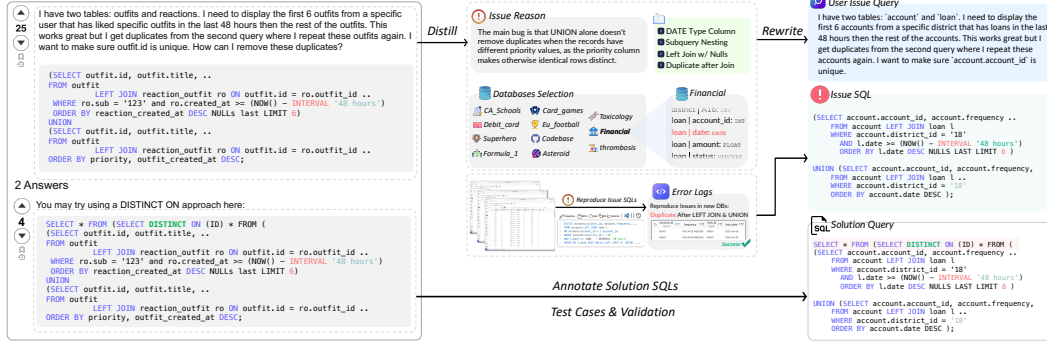 25
I have two tables: outfits and reactions. I need to display the first 6 outfits from a specific
user that has liked specific outfits in the last 48 hours then the rest of the outfits. This
works great but I get duplicates from the second query where I repeat these outfits again. I
want to make sure outfit.id is unique. How can I remove these duplicates?
(SELECT outfit.id, outfit.title, ..
FROM outfit
LEFT JOIN reaction_outfit ro ON outfit.id = ro.outfit_id ..
WHERE ro.sub = '123' and ro.created_at >= (NOW() - INTERVAL '48 hours')
ORDER BY reaction_created_at DESC NULLs last LIMIT 6)
UNION
(SELECT outfit.id, outfit.title, ..
FROM outfit
LEFT JOIN reaction_outfit ro ON outfit.id = ro.outfit_id ..
ORDER BY priority, outfit_created_at DESC;
2 Answers
4
You may try using a DISTINCT ON approach here:
SELECT * FROM (SELECT DISTINCT ON (ID) * FROM (
(SELECT outfit.id, outfit.title, ..
FROM outfit
LEFT JOIN reaction_outfit ro ON outfit.id = ro.outfit_id ..
WHERE ro.sub = '123' and ro.created_at >= (NOW() - INTERVAL '48 hours')
ORDER BY reaction_created_at DESC NULLs last LIMIT 6)
UNION
(SELECT outfit.id, outfit.title, ..
FROM outfit
LEFT JOIN reaction_outfit ro ON outfit.id = ro.outfit_id ..
ORDER BY priority, outfit_created_at DESC;
Distill
Issue Reason
The main bug is that UNION alone doesn't
remove duplicates when the records have
different priority values, as the priority column
makes otherwise identical rows distinct.
DATE Type Column
Subquery Nesting
Left Join w/ Nulls
Duplicate after Join
Databases Selection
CA_Schools
Card_games
Toxicology
Debit_card
Eu_football
Financial
Superhero
Codebase
thrombosis
Formula_1
Asteroid
Financial
district | A10: INT
loan | account_id: INT
loan | date: DATE
loan | amount: FLOAT
loan | status: VARCHAR
Reproduce Issue SQLs
Error Logs
Reproduce Issues in new DBs:
Duplicate After LEFT JOIN & UNION
Success
Annotate Solution SQLs
Test Cases & Validation
Rewrite
User Issue Query
I have two tables: `account` and `loan`. I need to display the
first 6 accounts from a specific district that has loans in the last
48 hours then the rest of the accounts. This works great but I
get duplicates from the second query where I repeat these
accounts again. I want to make sure `account.account_id` is
unique.
Issue SQL
(SELECT account.account_id, account.frequency ..
FROM account LEFT JOIN loan l
WHERE account.district_id = '18'
AND l.date >= (NOW() - INTERVAL '48 hours')
ORDER BY l.date DESC NULLS LAST LIMIT 6 )
UNION (SELECT account.account_id, account.frequency,
FROM account LEFT JOIN loan l ..
WHERE account.district_id = '18'
ORDER BY account.date DESC );
SQL
Solution Query
SELECT * FROM (SELECT DISTINCT ON (ID) * FROM (
(SELECT account.account_id, account.frequency ..
FROM account LEFT JOIN loan l
WHERE account.district_id = '18'
AND l.date >= (NOW() - INTERVAL '48 hours')
ORDER BY l.date DESC NULLS LAST LIMIT 6 )
UNION (SELECT account.account_id, account.frequency,
FROM account LEFT JOIN loan l ..
WHERE account.district_id = '18'
ORDER BY account.date DESC );